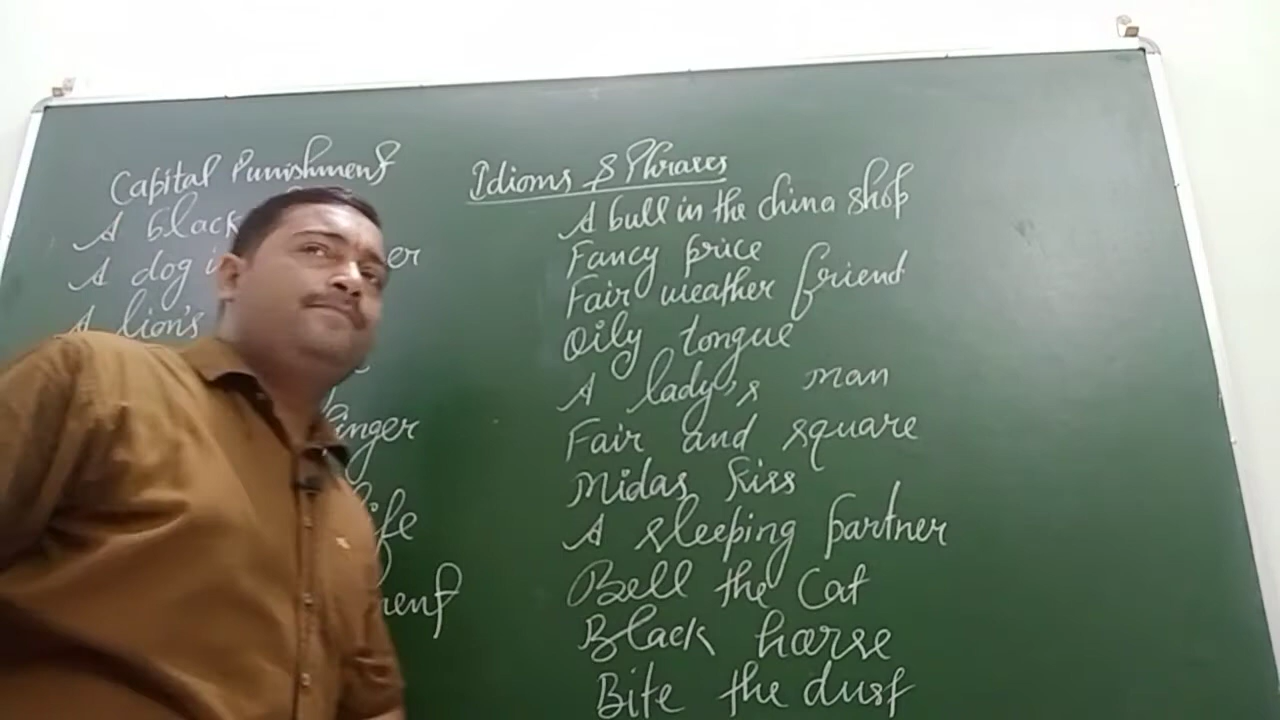 Idioms & Phrases
Capital Punishment
A black
A dog i er
A lion's
inger
life
ment
A bull in the china shop
Fancy price
Fair weather friend
Oily tongue
A lady's man
Fair and square
Midas kiss
A sleeping partner
Bell the Cat
Black horse
Bite the dust